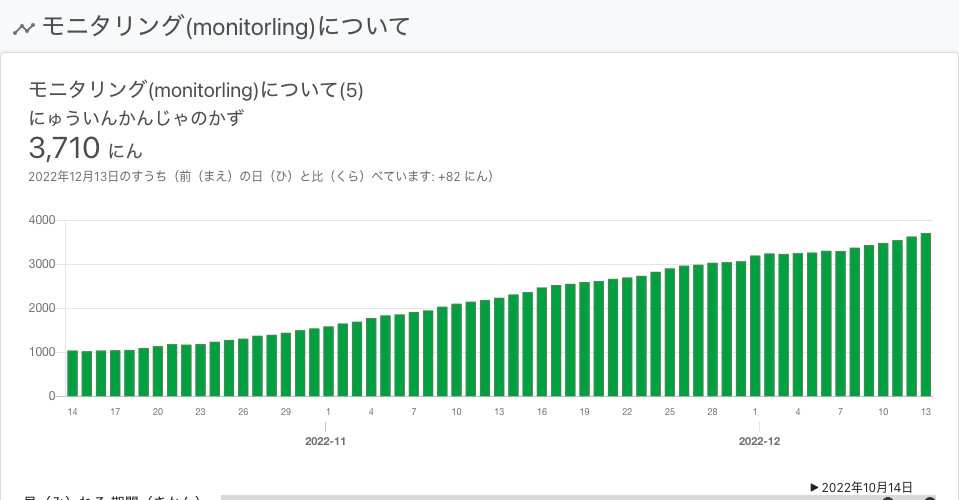 モニタリング(monitorling)について
モニタリング(monitorling)について(5)
にゅういんかんじゃのかず
3,710 にん
2022年12月13日のすうち（前（まえ）の日（ひ）と比（くら）べています: +82 にん）
4000
3000
2000
1000
0
14 17 20 23 26 29 1 4 7 10 13 16 19 22 25 28 1 4 7 10 13
2022-11 2022-12
▶ 2022年10月14日